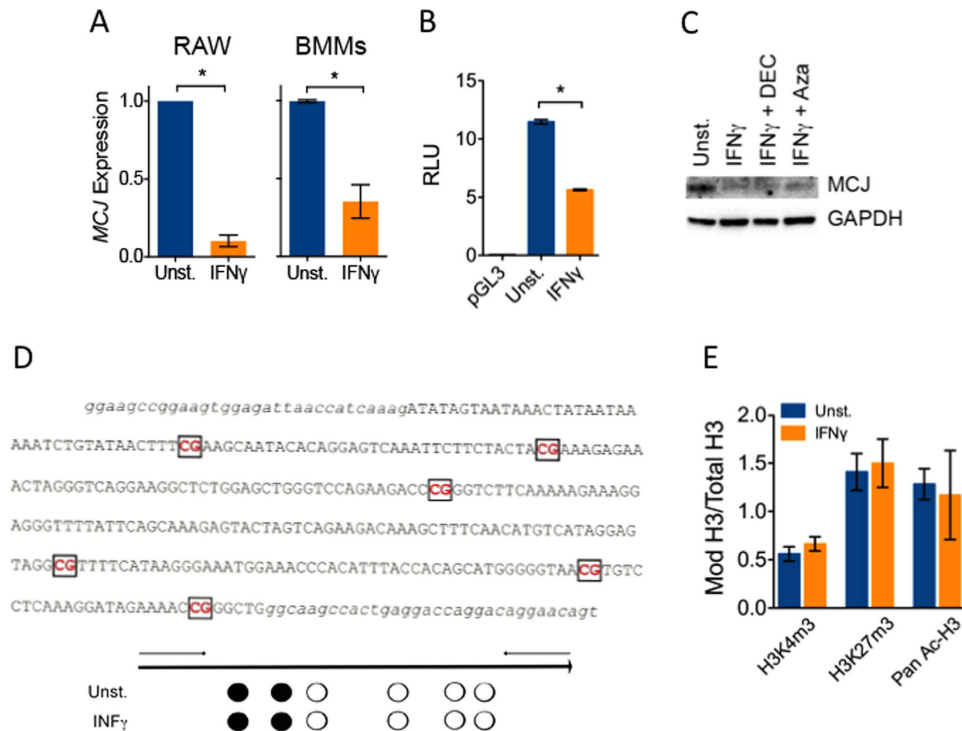 A
RAW
BMMs
*
*
MCJ Expression
1.0
0.5
0.0
Unst.
IFNγ
Unst.
IFNγ
B
*
RLU
15
10
5
0
pGL3
Unst.
IFNγ
C
Unst.
IFNγ
IFNγ + DEC
IFNγ + Aza
MCJ
GAPDH
D
ggaagccggaagtggagattaaccatcaaagATATAGTAATAAACTATAATAA
AAATCTGTATAACTTTCGAAGCAATACACAGGAGTCAAATTCTTCTACTACGAAAGAGAA
ACTAGGGTCAGGAAGGCTCTGGAGCTGGGTCCAGAAGACCCGGGTCTTCAAAAAGAAAGG
AGGGTTTTATTCAGCAAAGAGTACTAGTCAGAAGACAAAGCTTTCAACATGTCATAGGAG
TAGGCGTTTTCATAAGGGAAATGGAAACCCACATTTACCACAGCATGGGGGTAACGTGTC
CTCAAAGGATAGAAAACCGGGCTGggcaagccactgaggaccaggacaggaacagt
Unst.
INFγ
E
Unst.
IFNγ
Mod H3/Total H3
2.0
1.5
1.0
0.5
0.0
H3K4m3
H3K27m3
Pan Ac-H3